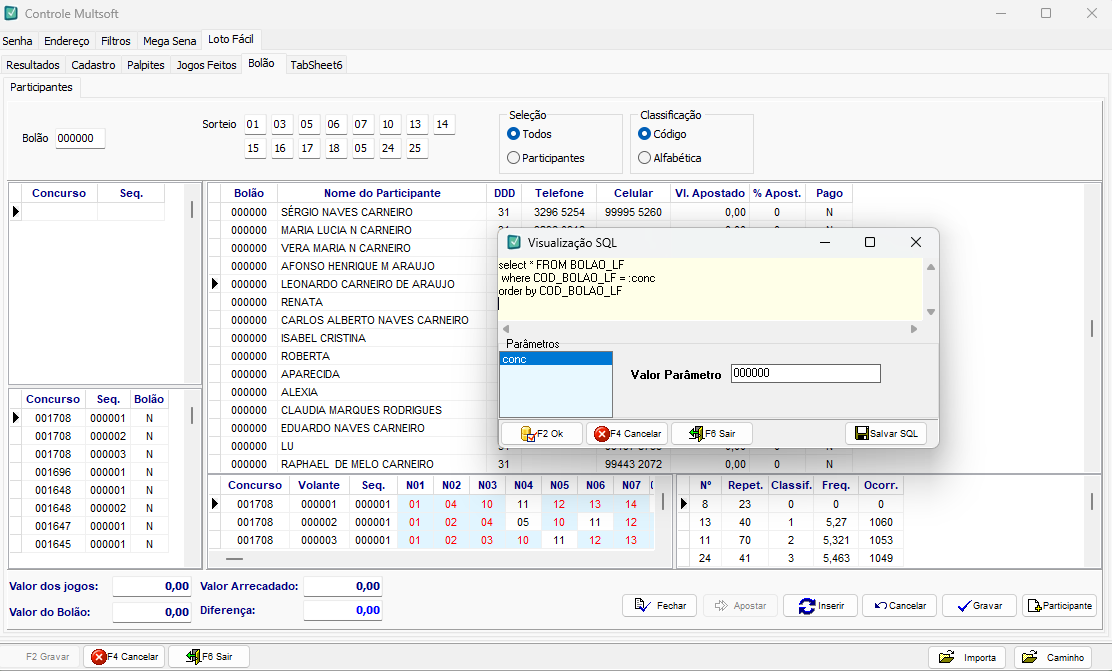 Controle Multsoft
Senha Endereço Filtros Mega Sena Loto Fácil
Resultados Cadastro Palpites Jogos Feitos Bolão TabSheet6
Participantes
Bolão 000000
Sorteio 01 03 05 06 07 10 13 14
15 16 17 18 05 24 25
Seleção
Todos
Participantes
Classificação
Código
Alfabética
Concurso Seq.
Bolão Nome do Participante DDD Telefone Celular Vl. Apostado % Apost. Pago
000000 SÉRGIO NAVES CARNEIRO 31 3296 5254 99995 5260 0,00 0 N
000000 MARIA LUCIA N CARNEIRO
000000 VERA MARIA N CARNEIRO
000000 AFONSO HENRIQUE M ARAUJO
000000 LEONARDO CARNEIRO DE ARAUJO
000000 RENATA
000000 CARLOS ALBERTO NAVES CARNEIRO
000000 ISABEL CRISTINA
000000 ROBERTA
000000 APARECIDA
000000 ALEXIA
000000 CLAUDIA MARQUES RODRIGUES
000000 EDUARDO NAVES CARNEIRO
000000 LU
000000 RAPHAEL DE MELO CARNEIRO 31 99443 2072 0,00 0 N
Visualização SQL
select * FROM BOLAO_LF
where COD_BOLAO_LF = :conc
order by COD_BOLAO_LF
Parâmetros
conc
Valor Parâmetro 000000
F2 Ok F4 Cancelar F6 Sair Salvar SQL
Concurso Seq. Bolão
001708 000001 N
001708 000002 N
001708 000003 N
001696 000001 N
001648 000001 N
001648 000002 N
001647 000001 N
001645 000001 N
Concurso Volante Seq. N01 N02 N03 N04 N05 N06 N07
001708 000001 000001 01 04 10 11 12 13 14
001708 000002 000001 01 02 04 05 10 11 12
001708 000003 000001 01 02 03 10 11 12 13
Nº Repet. Classif. Freq. Ocorr.
8 23 0 0 0
13 40 1 5,27 1060
11 70 2 5,321 1053
24 41 3 5,463 1049
Valor dos jogos: 0,00 Valor Arrecadado: 0,00
Valor do Bolão: 0,00 Diferença: 0,00
Fechar Apostar Inserir Cancelar Gravar Participante
F2 Gravar F4 Cancelar F6 Sair Importa Caminho